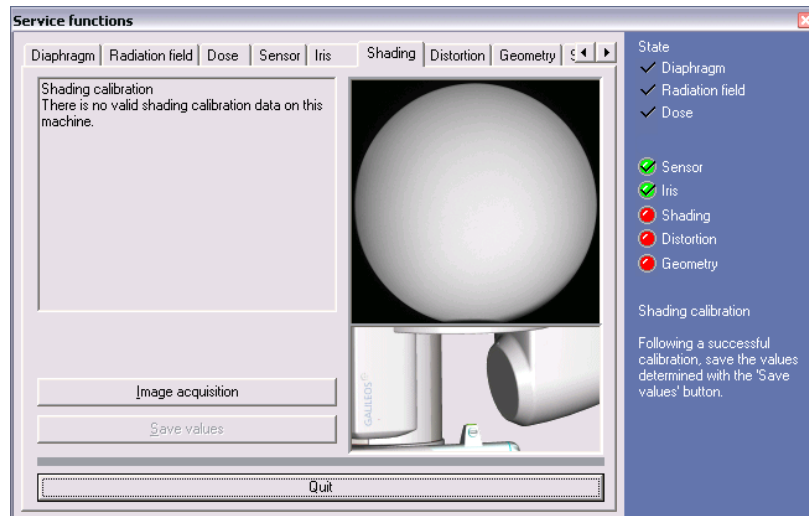 Service functions
Diaphragm
Radiation field
Dose
Sensor
Iris
Shading
Distortion
Geometry
Shading calibration
There is no valid shading calibration data on this
machine.
Image acquisition
Save values
GALILEOS
Quit
State
Diaphragm
Radiation field
Dose
Sensor
Iris
Shading
Distortion
Geometry
Shading calibration
Following a successful
calibration, save the values
determined with the 'Save
values' button.